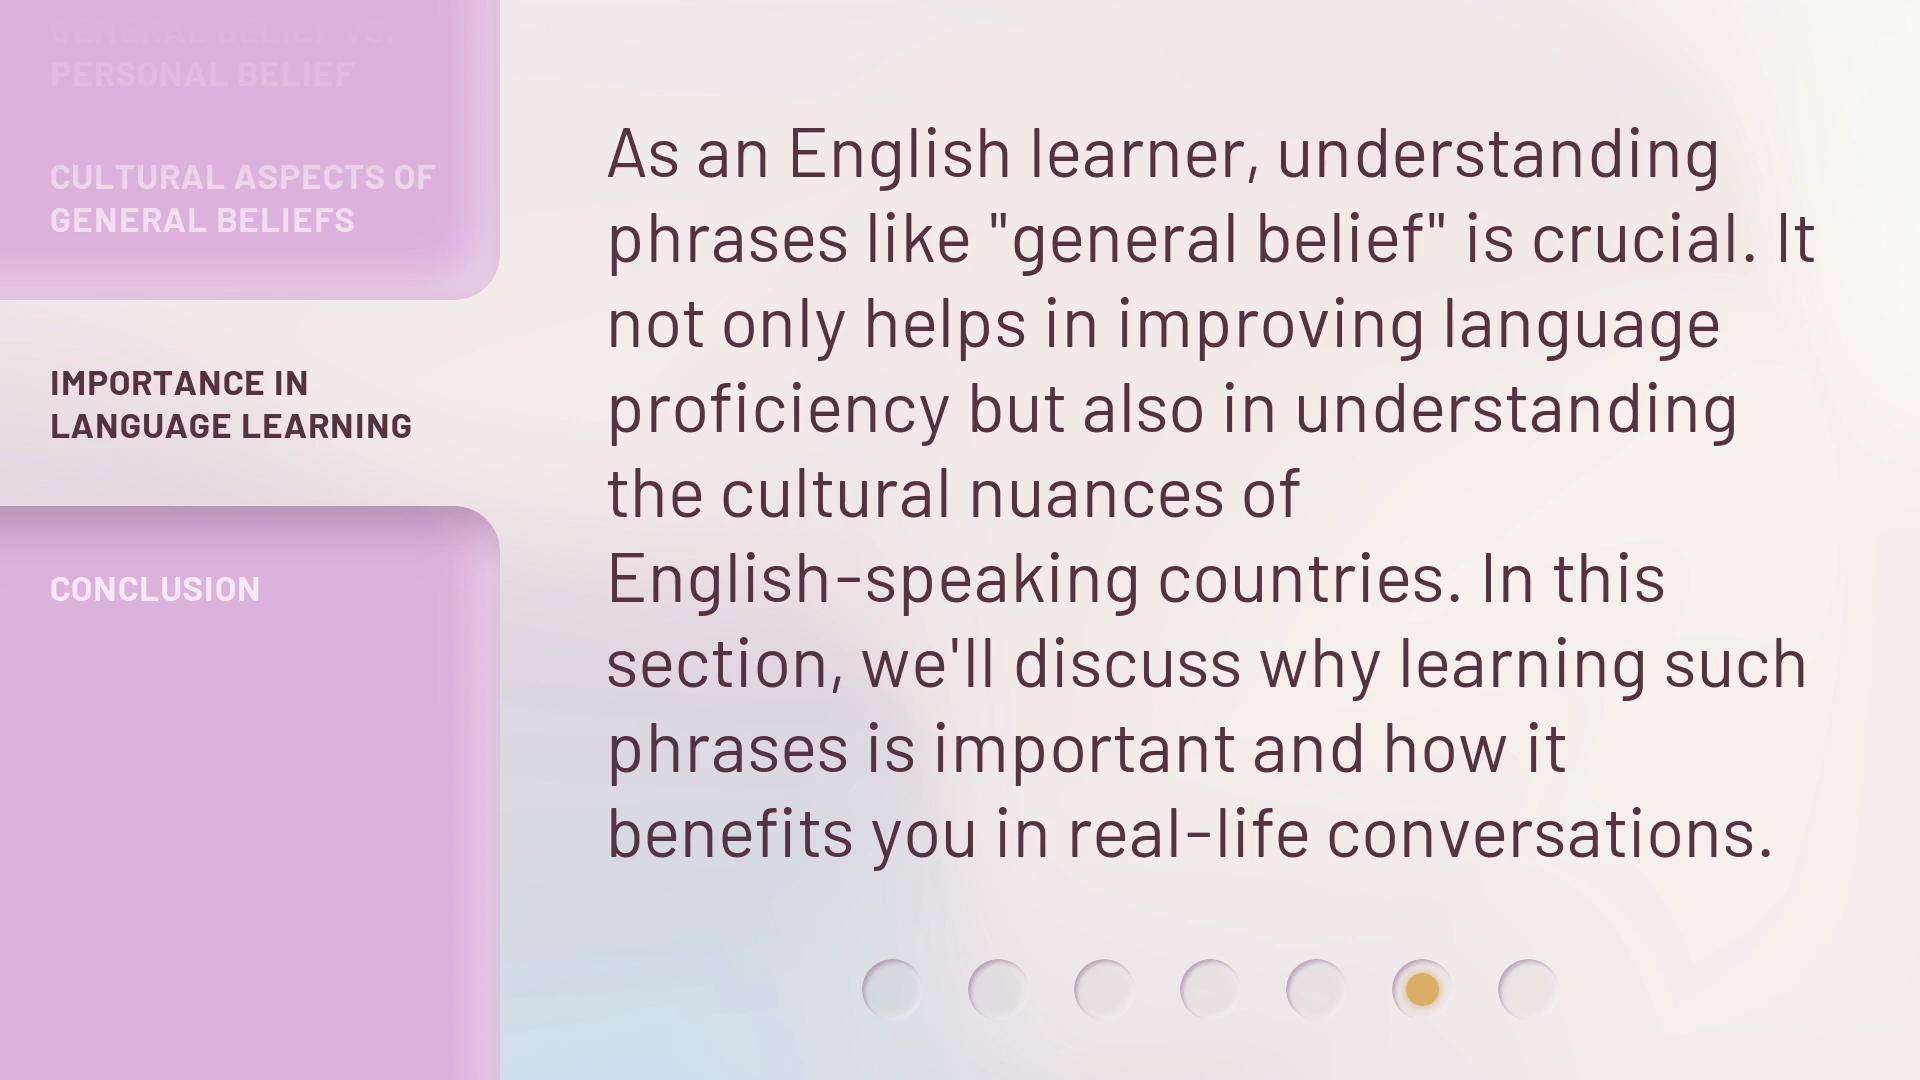 GENERAL BELIEF VS.
PERSONAL BELIEF
CULTURAL ASPECTS OF
GENERAL BELIEFS
IMPORTANCE IN
LANGUAGE LEARNING
CONCLUSION
As an English learner, understanding
phrases like "general belief" is crucial. It
not only helps in improving language
proficiency but also in understanding
the cultural nuances of
English-speaking countries. In this
section, we'll discuss why learning such
phrases is important and how it
benefits you in real-life conversations.